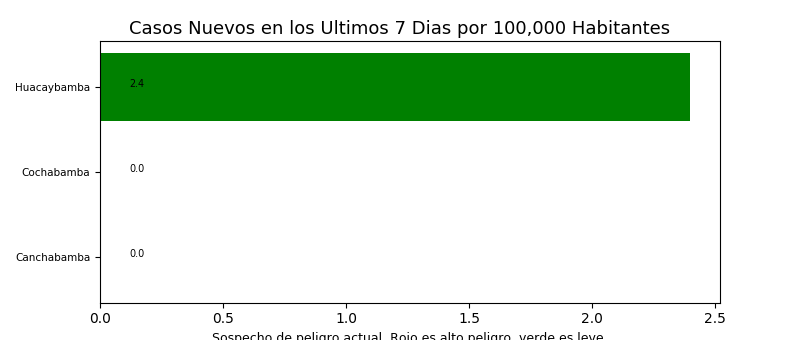 Casos Nuevos en los Ultimos 7 Dias por 100,000 Habitantes
Huacaybamba
2.4
Cochabamba
0.0
Canchabamba
0.0
0.0 0.5 1.0 1.5 2.0 2.5
Sospecho de peligro actual. Rojo es alto peligro, verde es leve